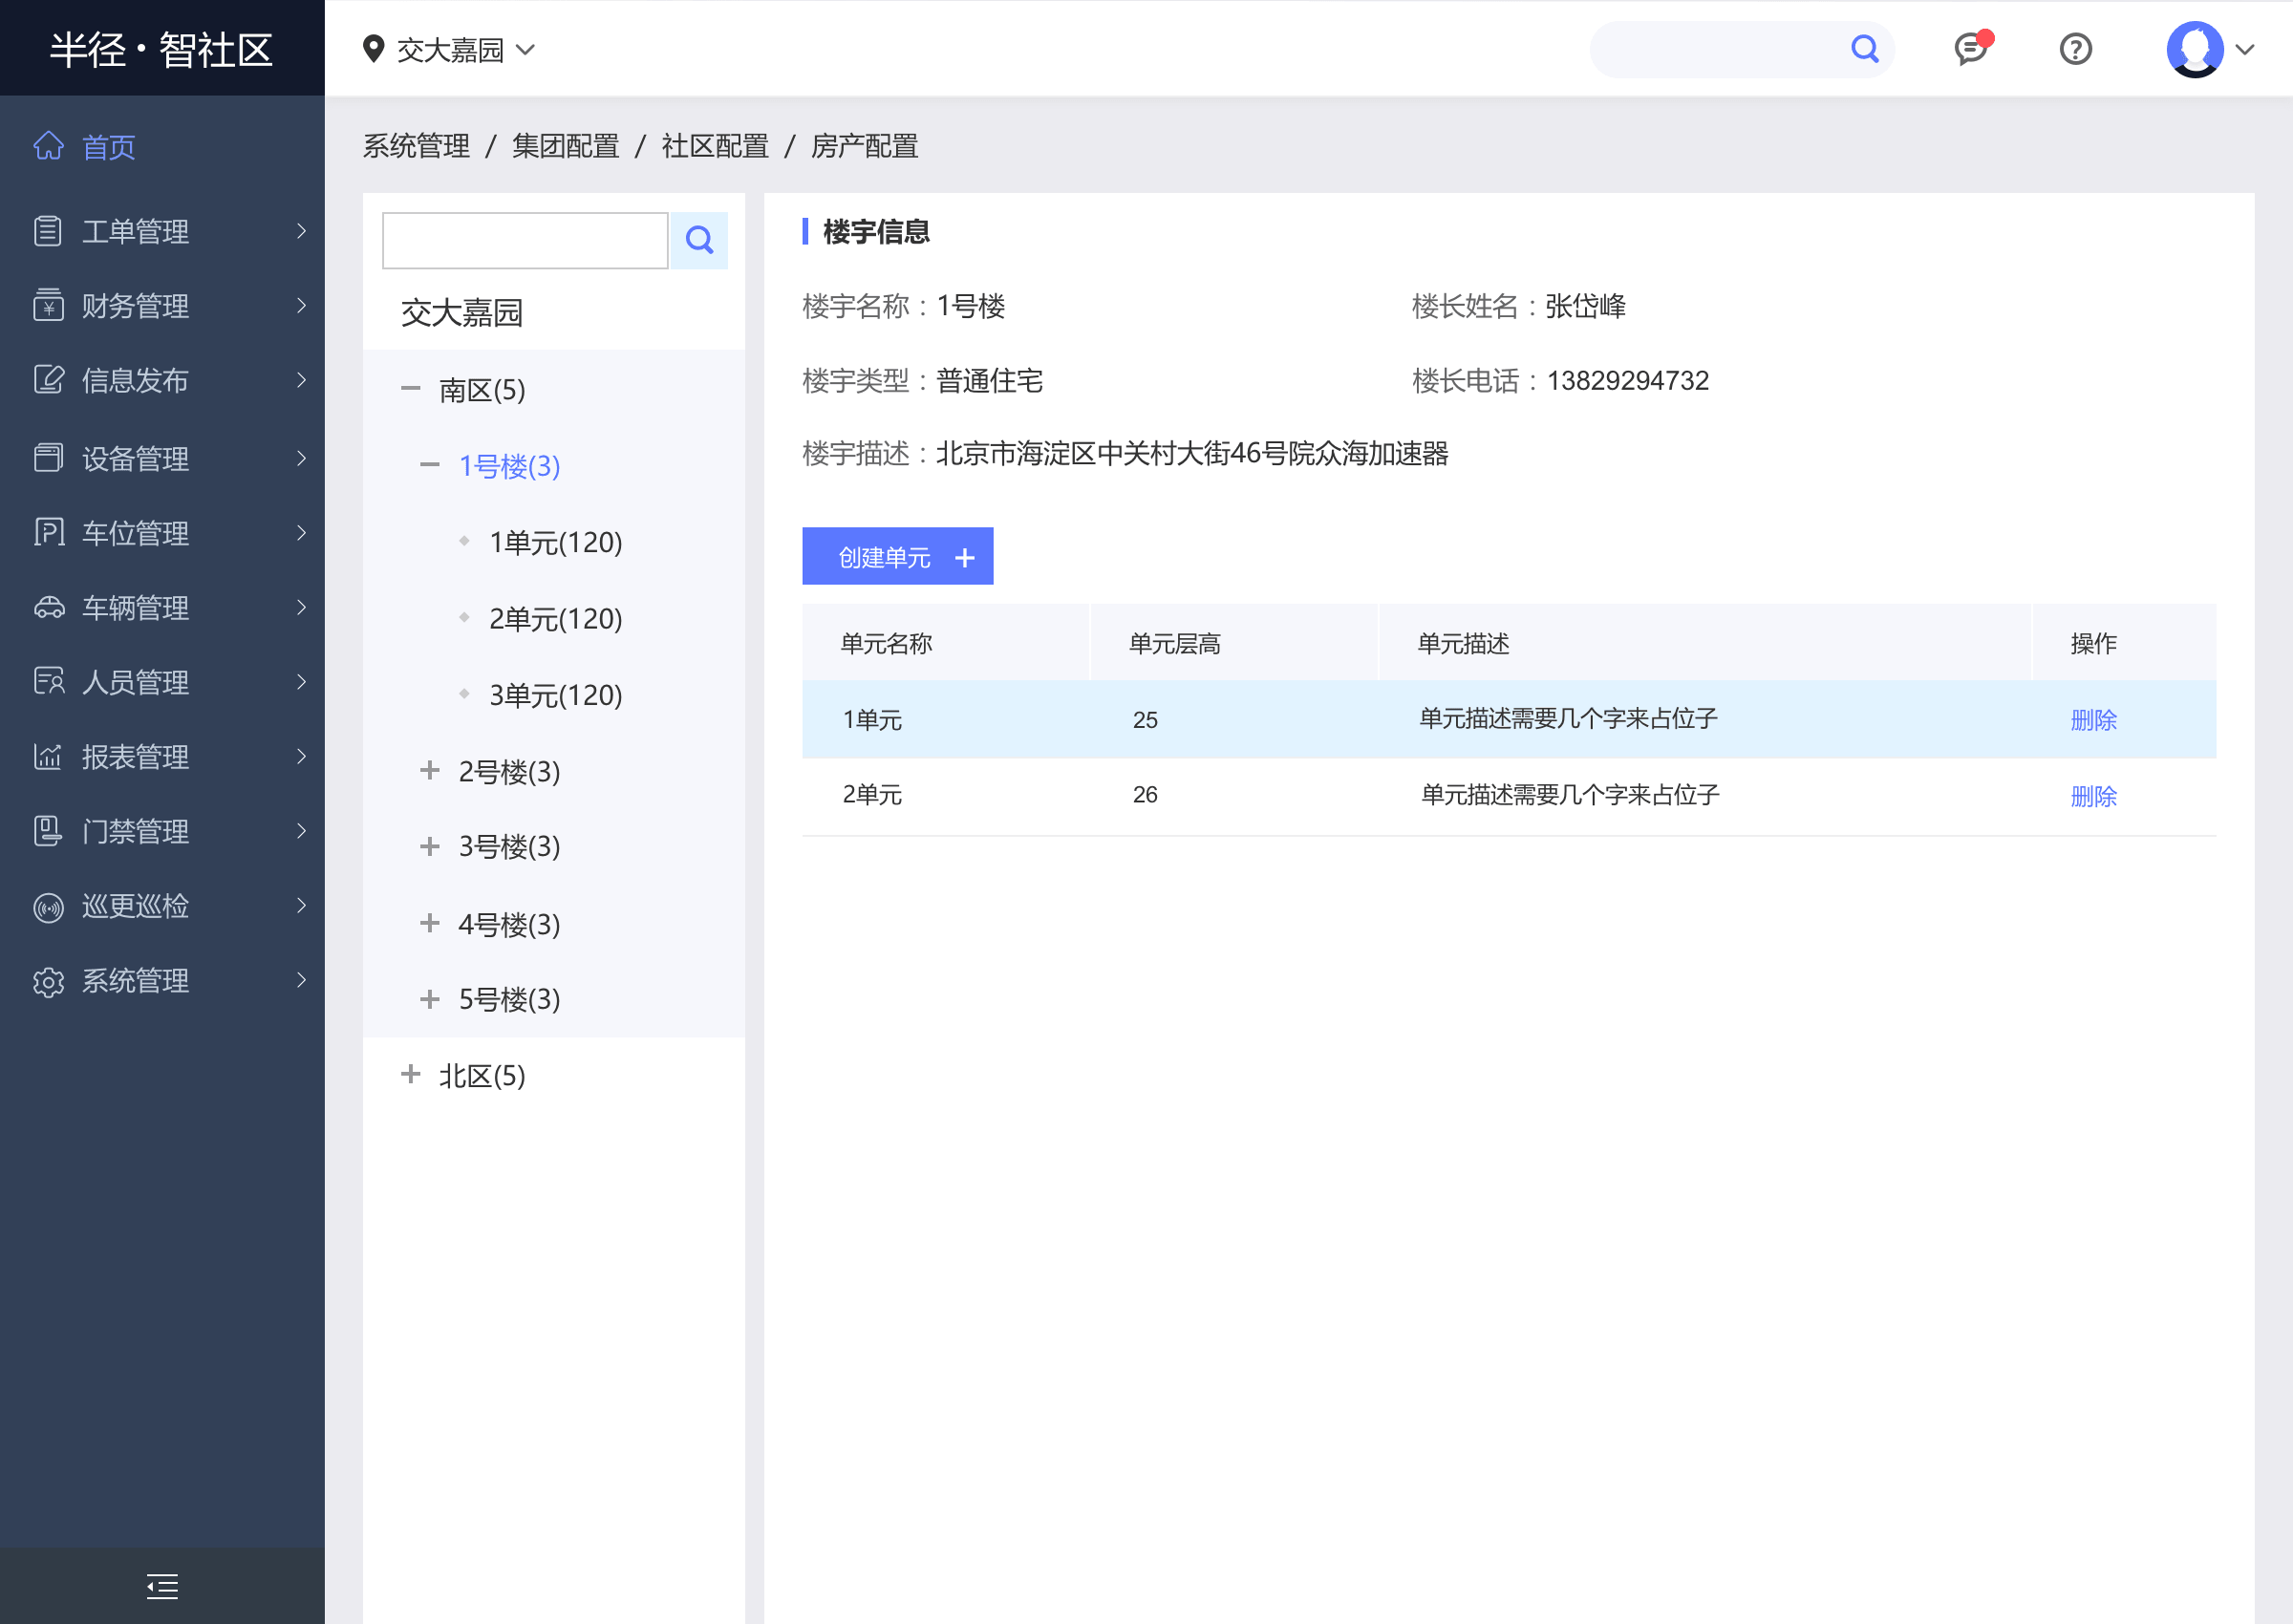 半径·智社区
交大嘉园
首页
工单管理
财务管理
信息发布
设备管理
车位管理
车辆管理
人员管理
报表管理
门禁管理
巡更巡检
系统管理
系统管理 / 集团配置 / 社区配置 / 房产配置
交大嘉园
南区(5)
1号楼(3)
1单元(120)
2单元(120)
3单元(120)
2号楼(3)
3号楼(3)
4号楼(3)
5号楼(3)
北区(5)
楼宇信息
楼宇名称：1号楼 楼长姓名：张岱峰
楼宇类型：普通住宅 楼长电话：13829294732
楼宇描述：北京市海淀区中关村大街46号院众海加速器
创建单元 +
单元名称 单元层高 单元描述 操作
1单元 25 单元描述需要几个字来占位子 删除
2单元 26 单元描述需要几个字来占位子 删除